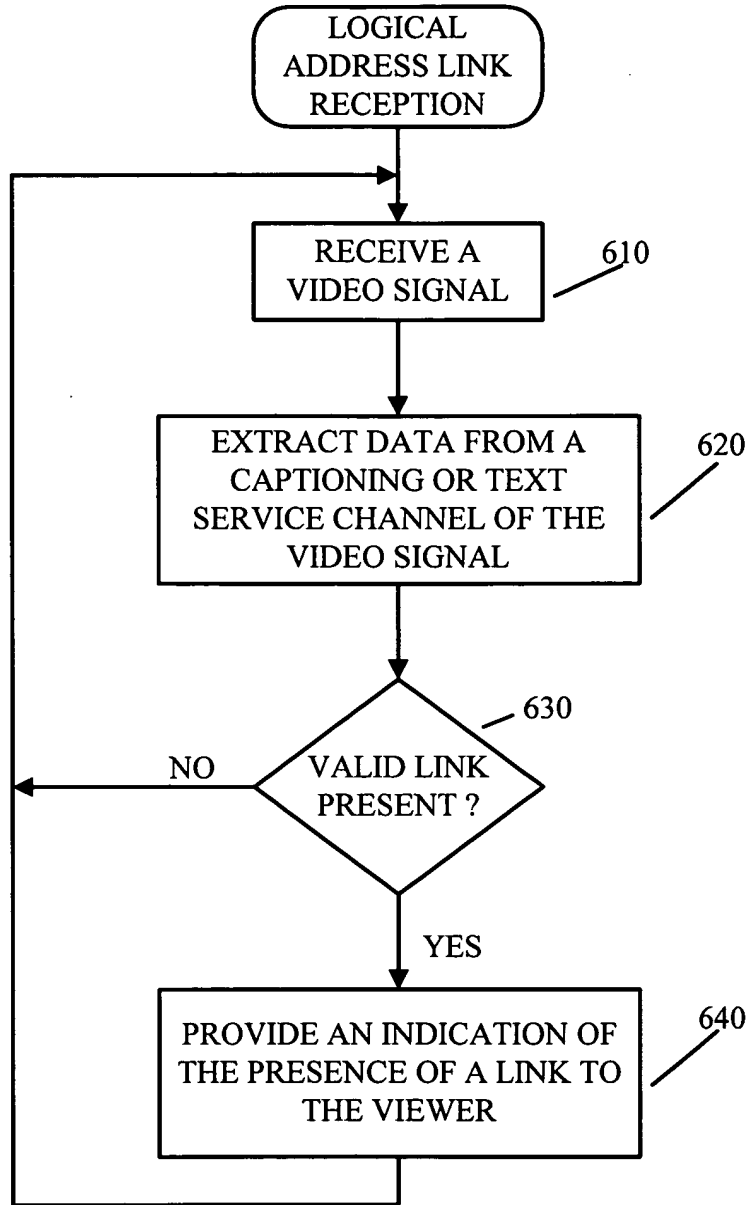 LOGICAL
ADDRESS LINK
RECEPTION
RECEIVE A
VIDEO SIGNAL
610
EXTRACT DATA FROM A
CAPTIONING OR TEXT
SERVICE CHANNEL OF THE
VIDEO SIGNAL
620
630
NO
VALID LINK
PRESENT ?
YES
PROVIDE AN INDICATION OF
THE PRESENCE OF A LINK TO
THE VIEWER
640